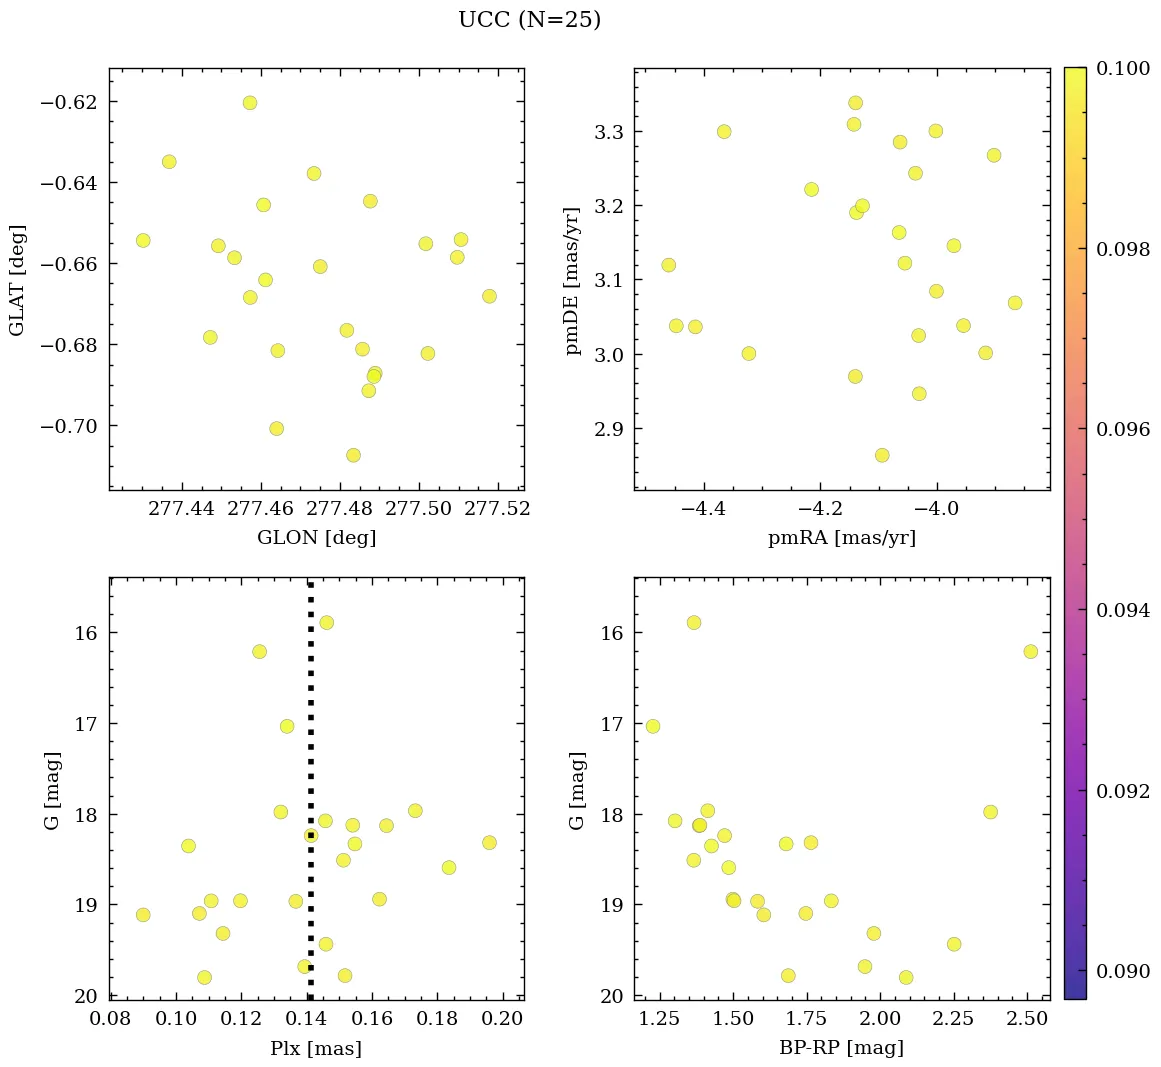 UCC (N=25)
−0.62
−0.64
−0.66
−0.68
−0.70
GLAT [deg]
277.44 277.46 277.48 277.50 277.52
GLON [deg]
3.3
3.2
3.1
3.0
2.9
pmDE [mas/yr]
−4.4 −4.2 −4.0
pmRA [mas/yr]
0.100
0.098
0.096
0.094
0.092
0.090
16
17
18
19
20
G [mag]
0.08 0.10 0.12 0.14 0.16 0.18 0.20
Plx [mas]
16
17
18
19
20
G [mag]
1.25 1.50 1.75 2.00 2.25 2.50
BP-RP [mag]